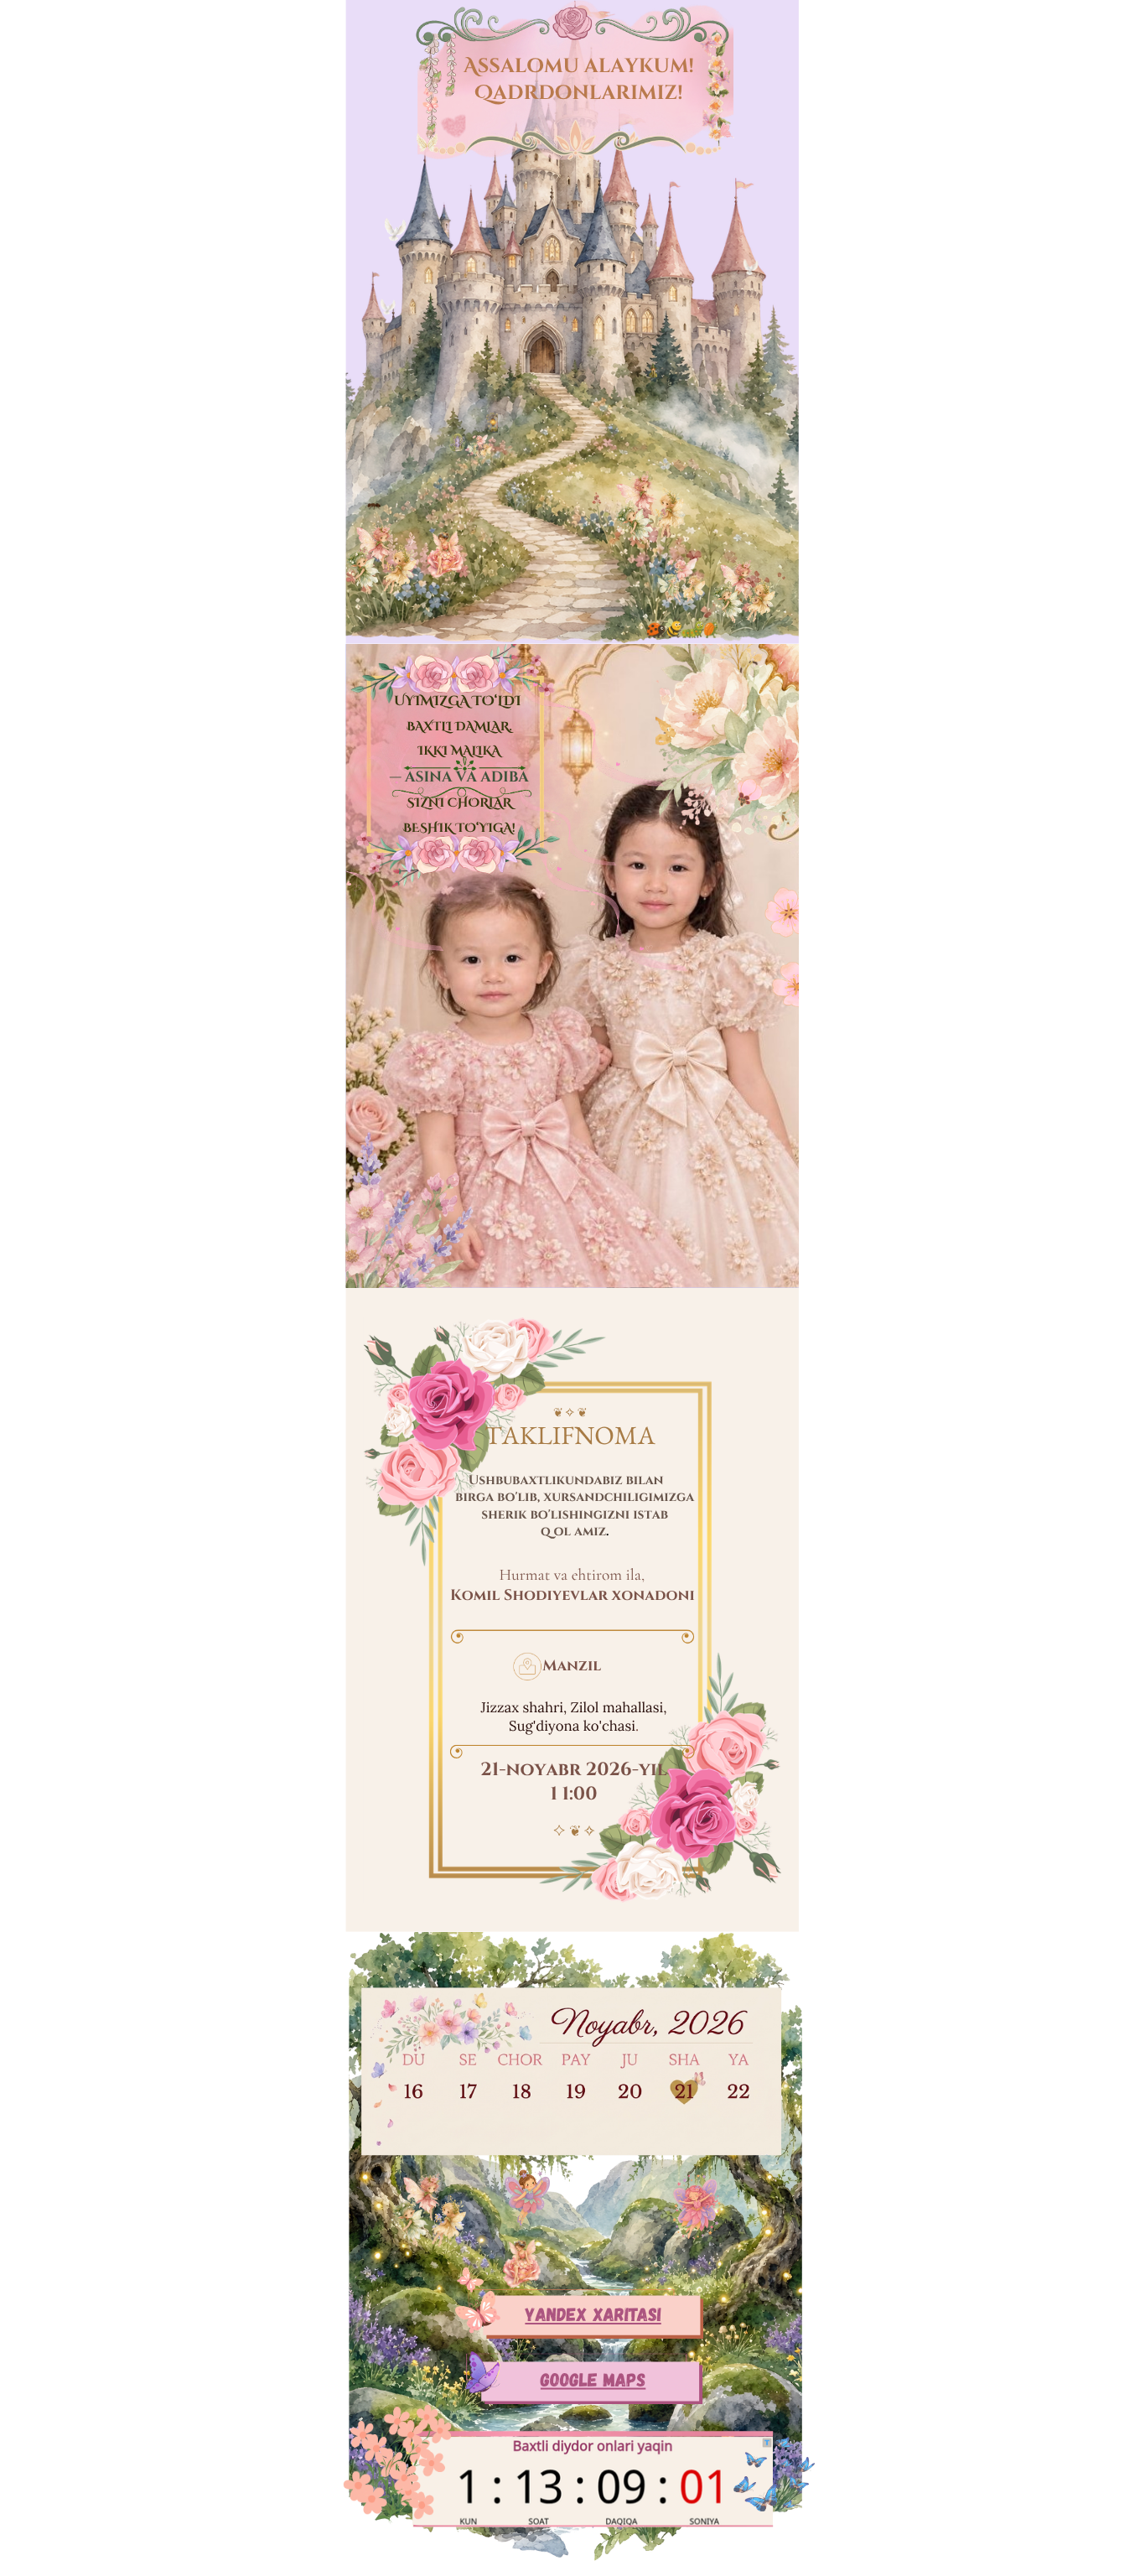 ASSALOMU ALAYKUM!
QADRDONLARIMIZ!
UYIMIZGA TO'LDI
BAXTLI DAMLAR,
IKKI MALIKA
– ASINA VA ADIBA
SIZNI CHORLAR
BESHIK TO'YIGA!
TAKLIFNOMA
USHBUBAXTLIKUNDABIZ BILAN
BIRGA BO'LIB, XURSANDCHILIGIMIZGA
SHERIK BO'LISHINGIZNI ISTAB
Q OL AMIZ.
Hurmat va ehtirom ila,
KOMIL SHODIYEVLAR XONADONI
MANZIL
Jizzax shahri, Zilol mahallasi,
Sug'diyona ko'chasi.
21-NOYABR 2026-YIL
1 1:00
Noyabr, 2026
DU SE CHOR PAY JU SHA YA
16 17 18 19 20 21 22
YANDEX XARITASI
GOOGLE MAPS
Baxtli diydor onlari yaqin
1 : 13 : 09 : 01
KUN SOAT DAQIQA SONIYA